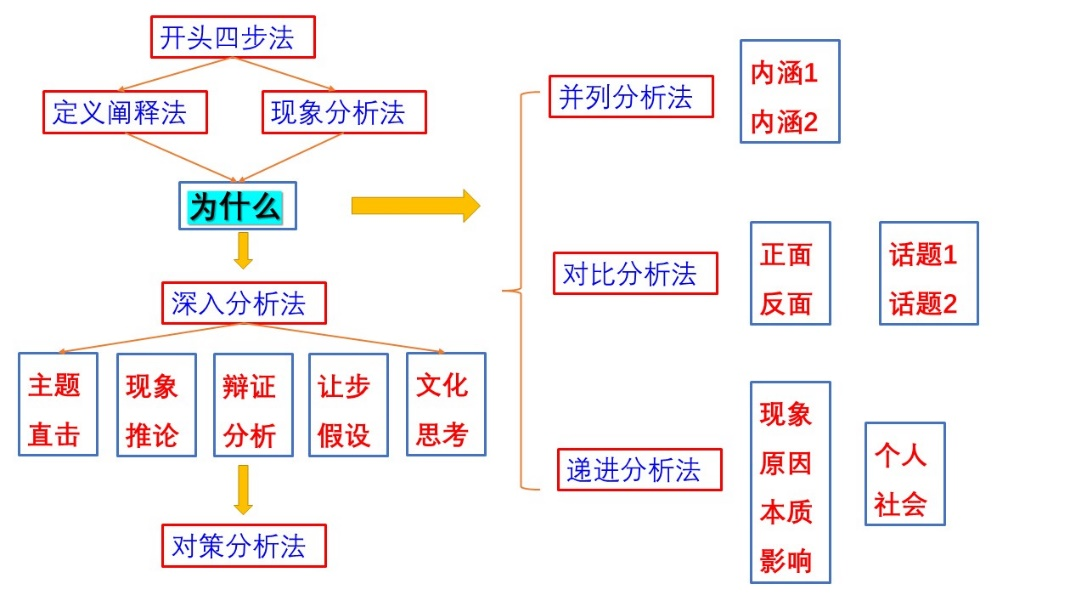 开头四步法
定义阐释法
现象分析法
为什么
深入分析法
主题
直击
现象
推论
辩证
分析
让步
假设
文化
思考
对策分析法
并列分析法
内涵1
内涵2
对比分析法
正面
反面
话题1
话题2
递进分析法
现象
原因
本质
影响
个人
社会